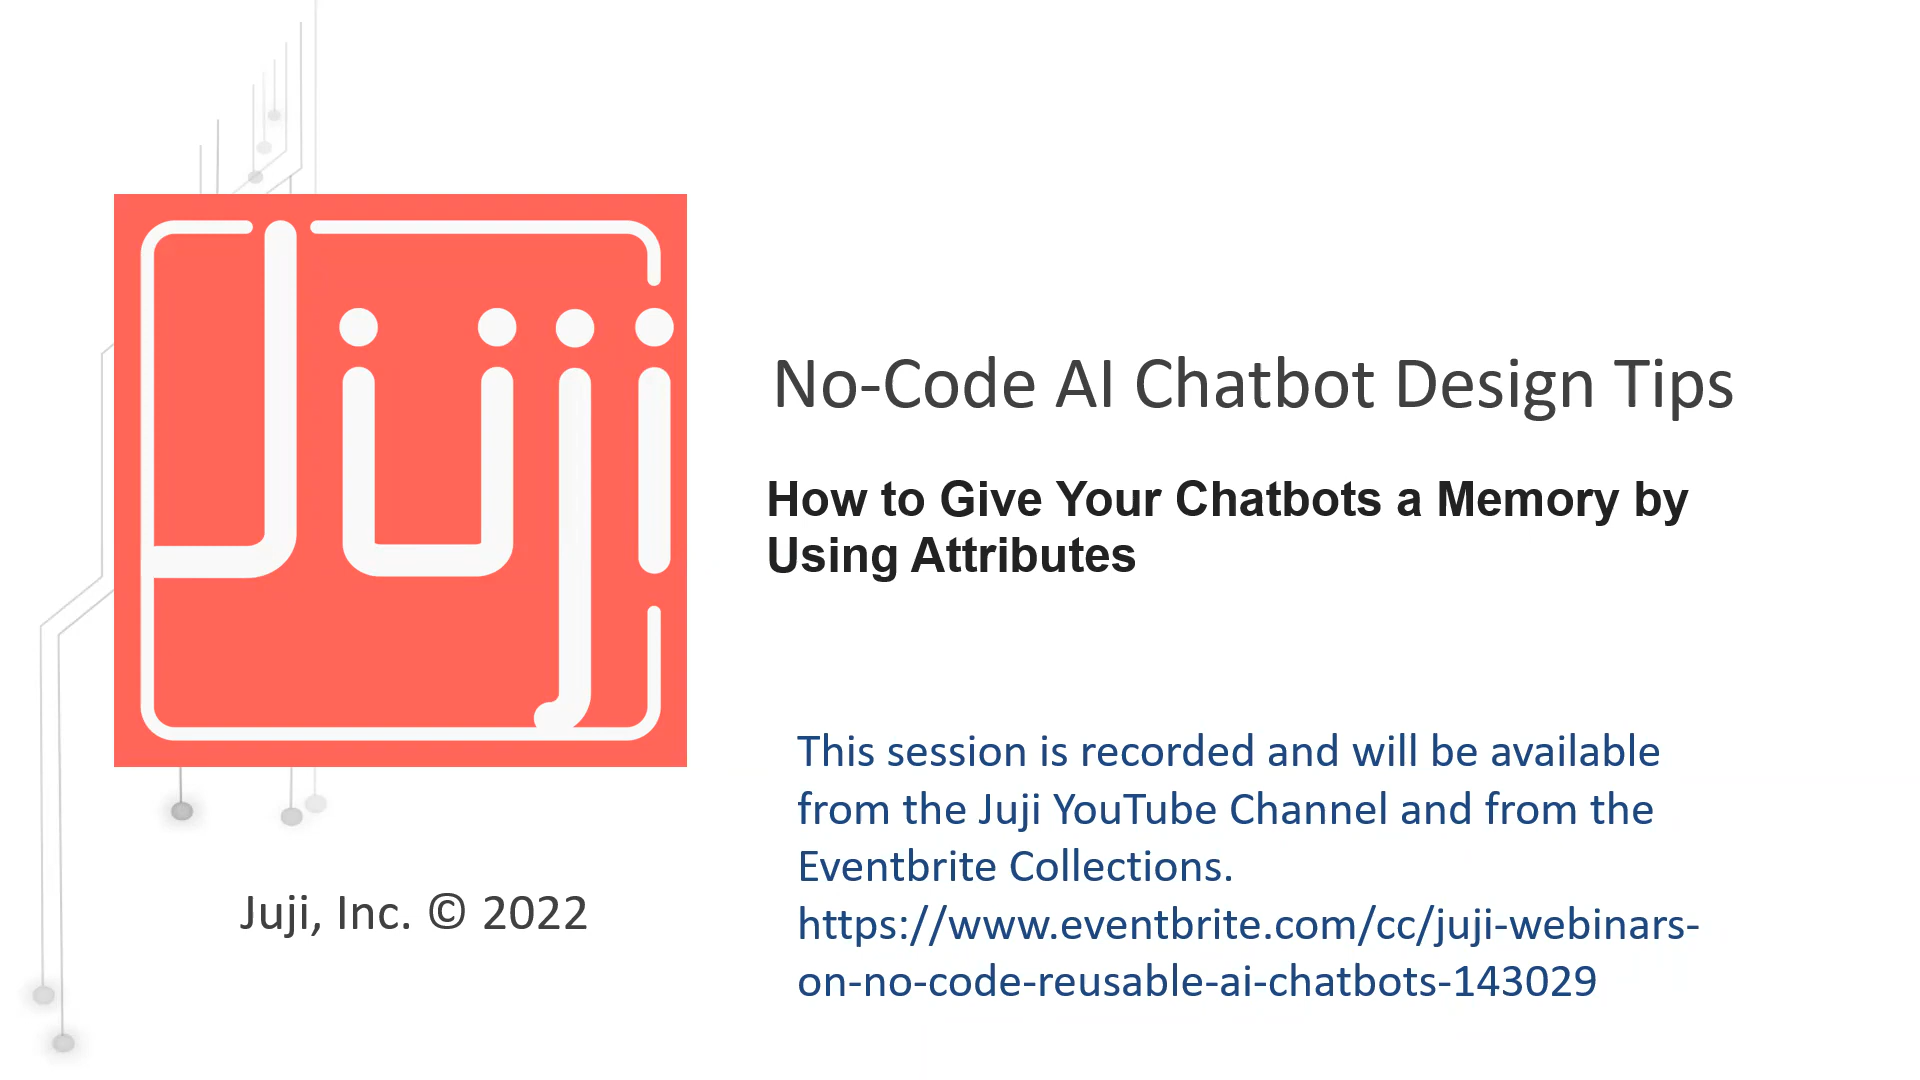 Juji
No-Code AI Chatbot Design Tips
How to Give Your Chatbots a Memory by
Using Attributes
This session is recorded and will be available
from the Juji YouTube Channel and from the
Eventbrite Collections.
https://www.eventbrite.com/cc/juji-webinars-
on-no-code-reusable-ai-chatbots-143029
Juji, Inc. © 2022